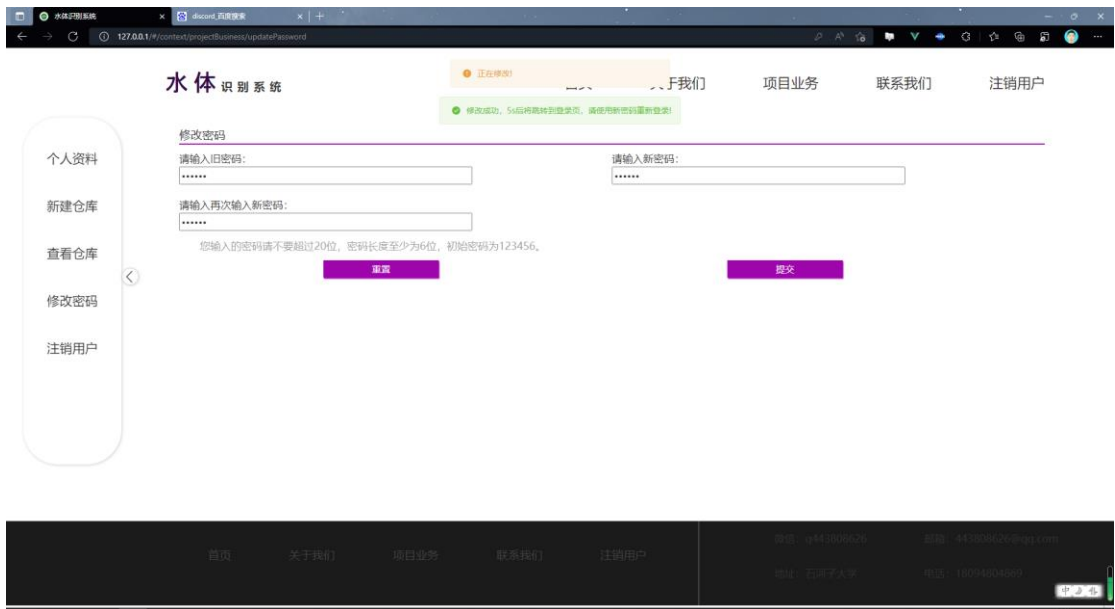 水体识别系统
discord_百度搜索
127.0.0.1/#/context/projectBusiness/updatePassword
水体 识别系统
正在修改!
关于我们
项目业务
联系我们
注销用户
修改成功，5s后将跳转到登录页，请使用新密码重新登录!
修改密码
个人资料
新建仓库
查看仓库
修改密码
注销用户
请输入旧密码：
••••••
请输入新密码：
••••••
请输入再次输入新密码：
••••••
您输入的密码请不要超过20位，密码长度至少为6位，初始密码为123456。
重置
提交
首页
关于我们
项目业务
联系我们
注销用户
地址：石河子大学